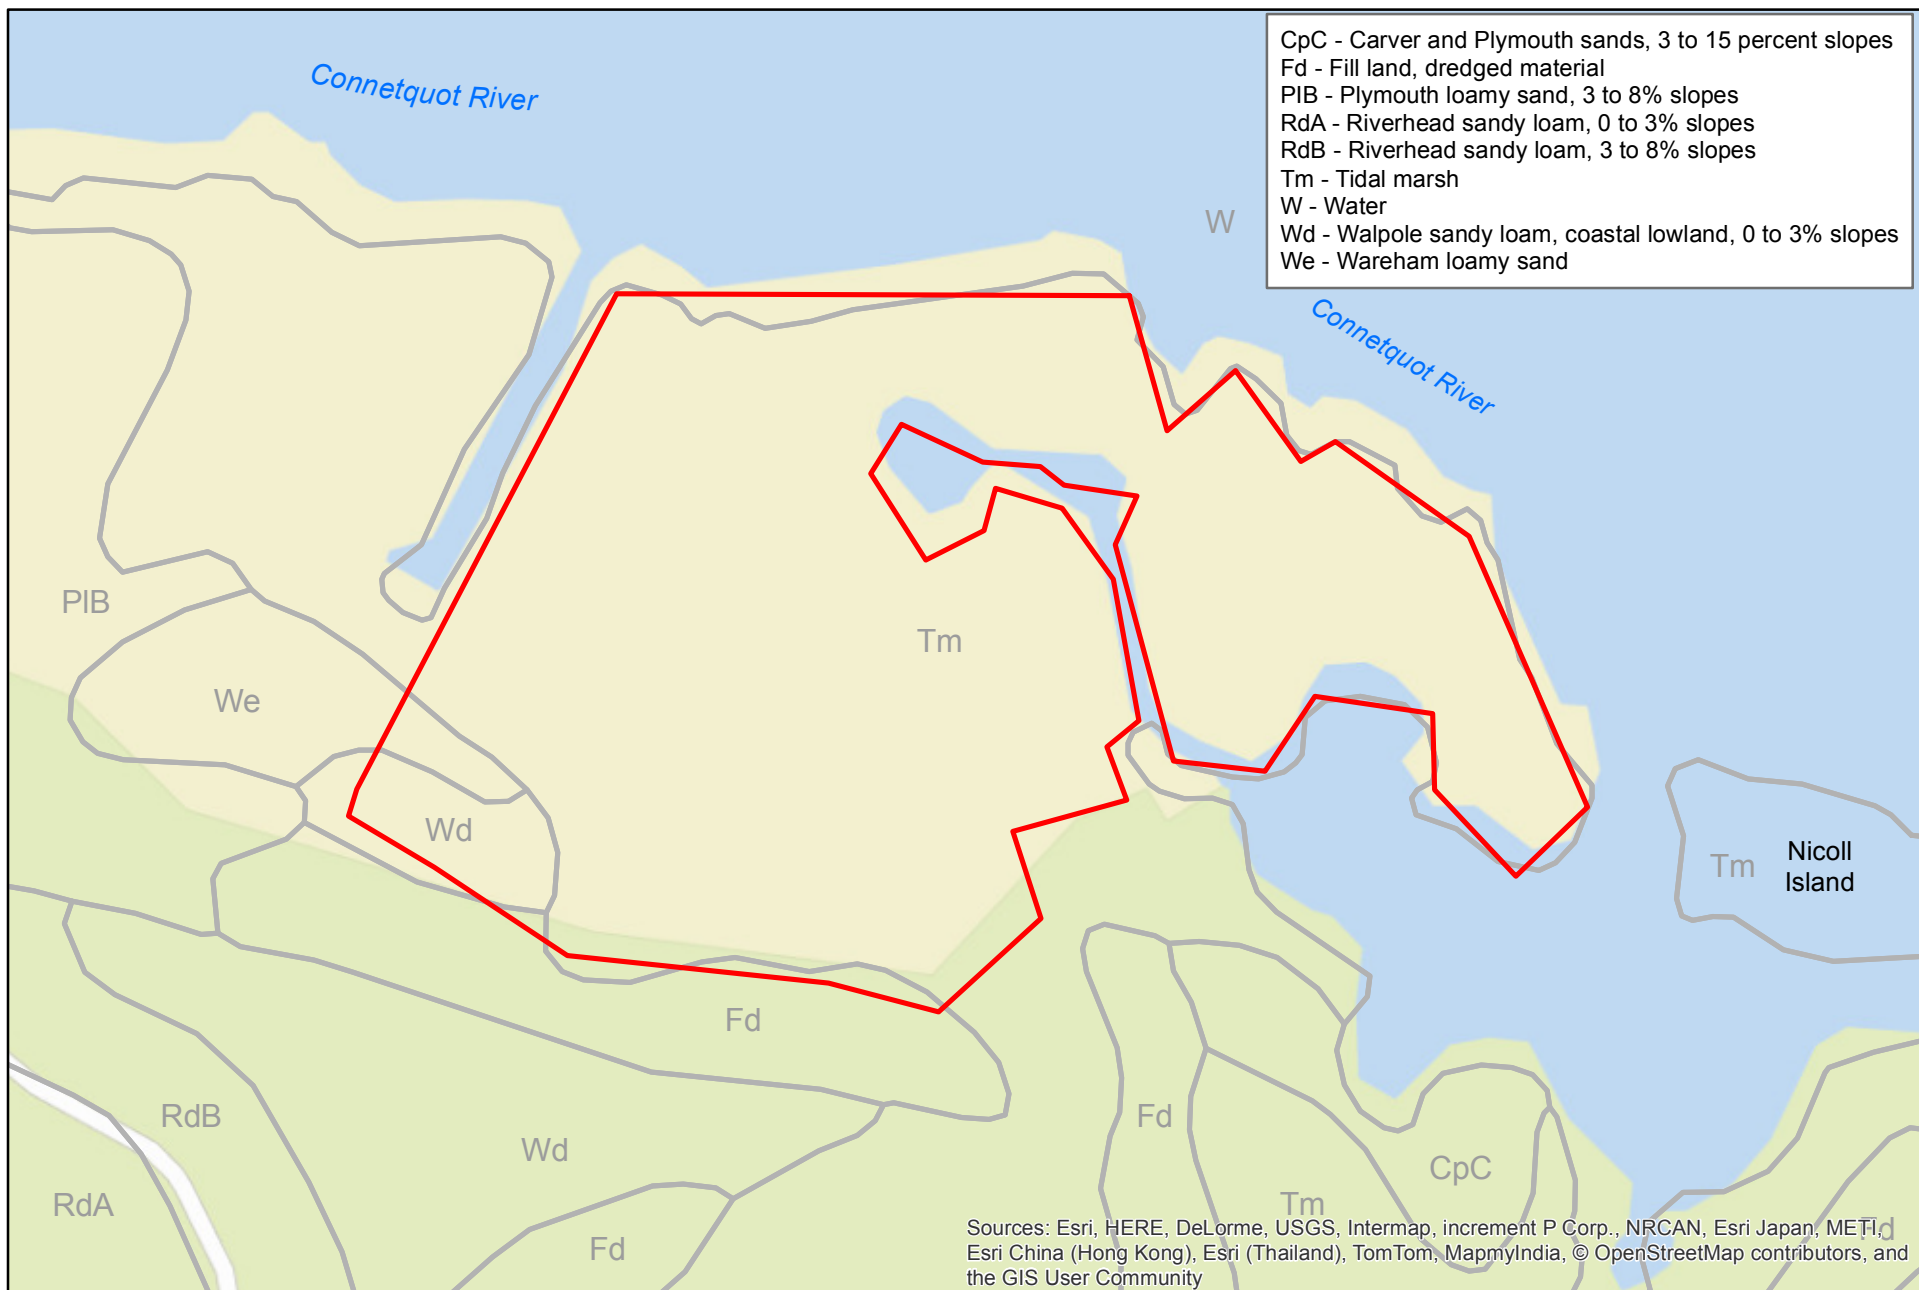 CpC - Carver and Plymouth sands, 3 to 15 percent slopes
Fd - Fill land, dredged material
PlB - Plymouth loamy sand, 3 to 8% slopes
RdA - Riverhead sandy loam, 0 to 3% slopes
RdB - Riverhead sandy loam, 3 to 8% slopes
Tm - Tidal marsh
W - Water
Wd - Walpole sandy loam, coastal lowland, 0 to 3% slopes
We - Wareham loamy sand
Connetquot River
W
Connetquot River
PlB
Tm
We
Wd
Tm
Nicoll
Island
Fd
RdB
Fd
Wd
CpC
RdA
Tm
Fd
Fd
Sources: Esri, HERE, DeLorme, USGS, Intermap, increment P Corp., NRCAN, Esri Japan, METI,
Esri China (Hong Kong), Esri (Thailand), TomTom, MapmyIndia, © OpenStreetMap contributors, and
the GIS User Community